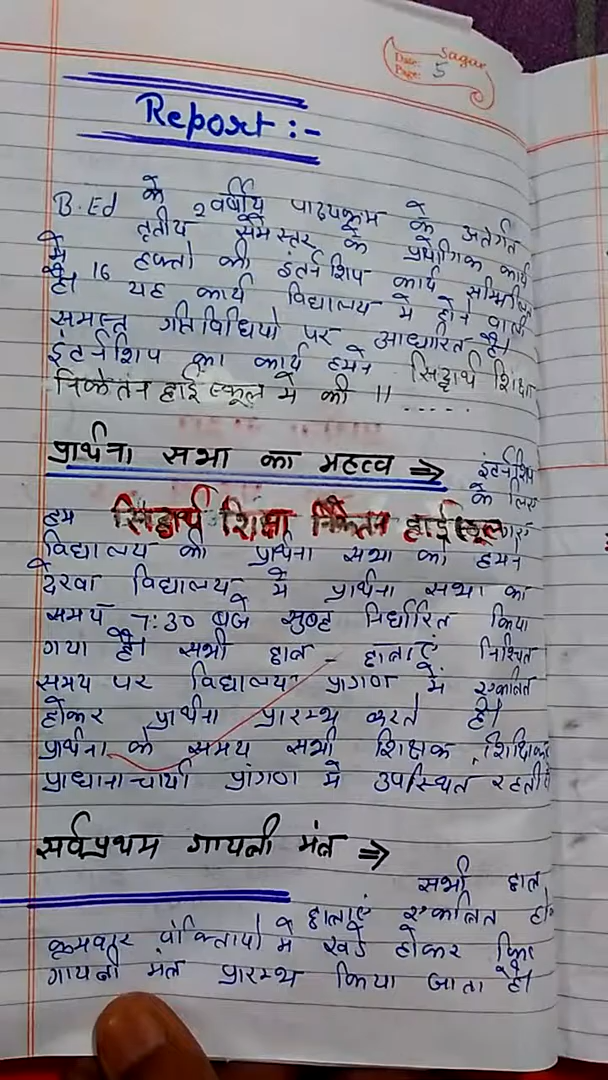 Sagar
Date:
Page: 5
Report :-
B.Ed के 2 वर्षीय पाठ्यक्रम के अंतर्गत
तृतीय सेमेस्टर के प्रयोगिक कार्य
मे 16 हफ्तो की इंटर्नशिप कार्य सम्मिलित
है। यह कार्य विद्यालय मे होने वाली
समस्त गतिविधियो पर आधारित है।
इंटर्नशिप का कार्य हमने सिद्धार्थ शिक्षा
निकेतन हाई स्कूल मे की ।। .....
प्रार्थना सभा का महत्व ⇒ इंटर्नशिप
के लिए
हम सिद्धार्थ शिक्षा निकेतन हाई स्कूल
विद्यालय की प्रार्थना सभा को हमने
देखा विद्यालय मे प्रार्थना सभा का
समय 7:30 बजे सुबह निर्धारित किया
गया है। सभी छात्र - छात्राएं निश्चित
समय पर विद्यालय प्रांगण में एकत्रित
होकर प्रार्थना प्रारम्भ करते है।
प्रार्थना के समय सभी शिक्षक, शिक्षिका
प्राधानाचार्या प्रांगण मे उपस्थित रहती है
सर्वप्रथम गायत्री मंत्र ⇒
सभी छात्र
व छात्राएं एकत्रित हो
क्रमवार पंक्तियो में खडे होकर फिर
गायत्री मंत्र प्रारम्भ किया जाता है।